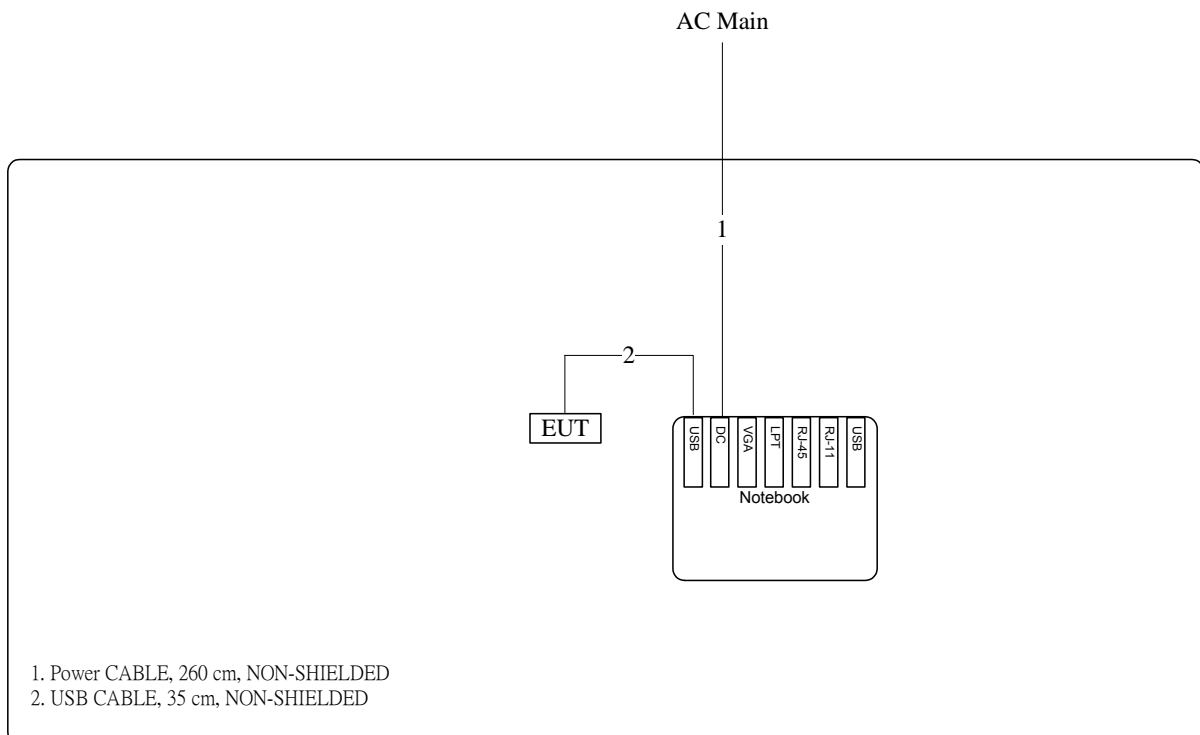 AC Main
1
2
EUT
USB
DC
VGA
LPT
RJ-45
RJ-11
USB
Notebook
1. Power CABLE, 260 cm, NON-SHIELDED
2. USB CABLE, 35 cm, NON-SHIELDED